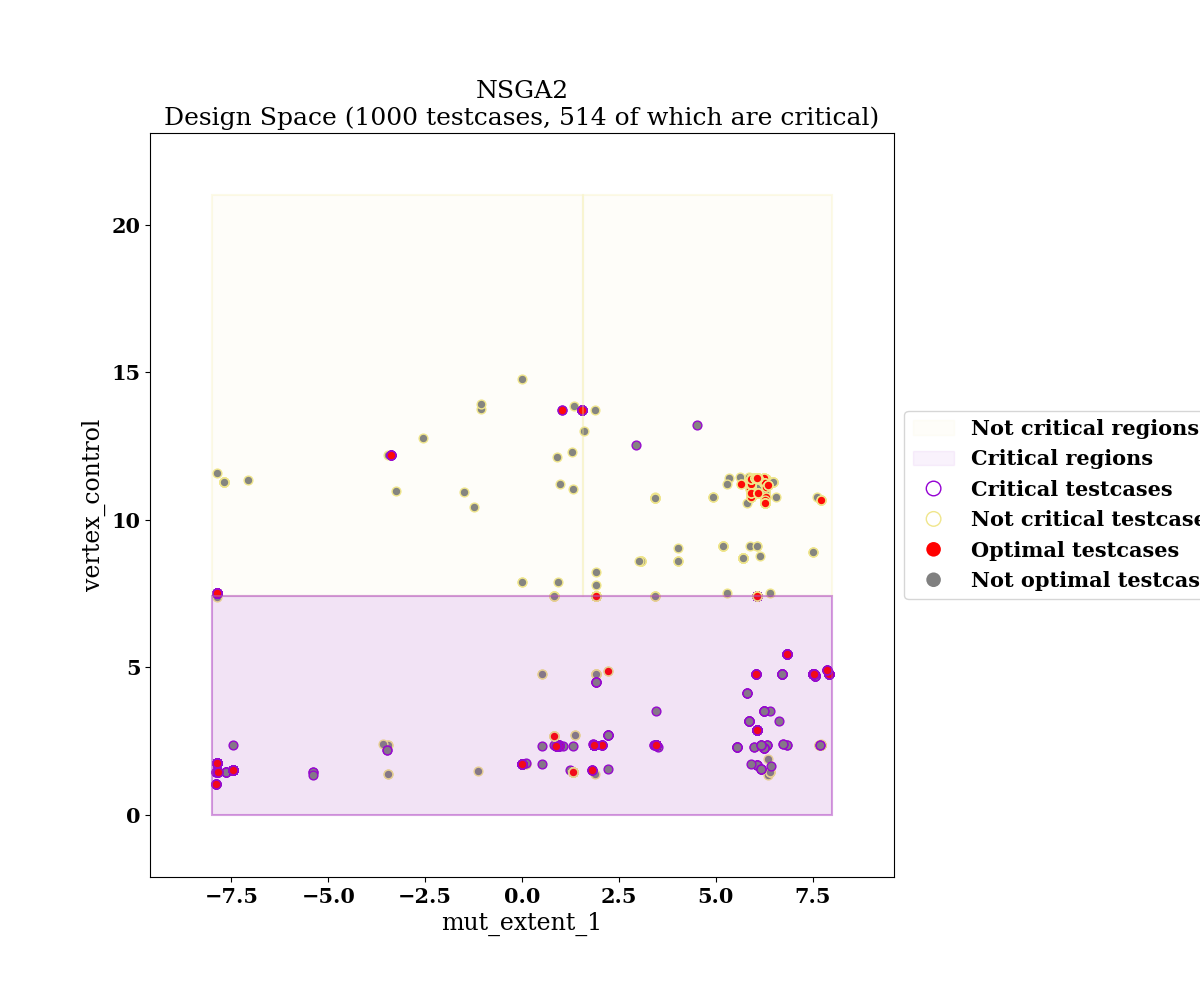 NSGA2
Design Space (1000 testcases, 514 of which are critical)
20
15
10
5
0
vertex_control
−7.5 −5.0 −2.5 0.0 2.5 5.0 7.5
mut_extent_1
Not critical regions
Critical regions
Critical testcases
Not critical testcase
Optimal testcases
Not optimal testcas